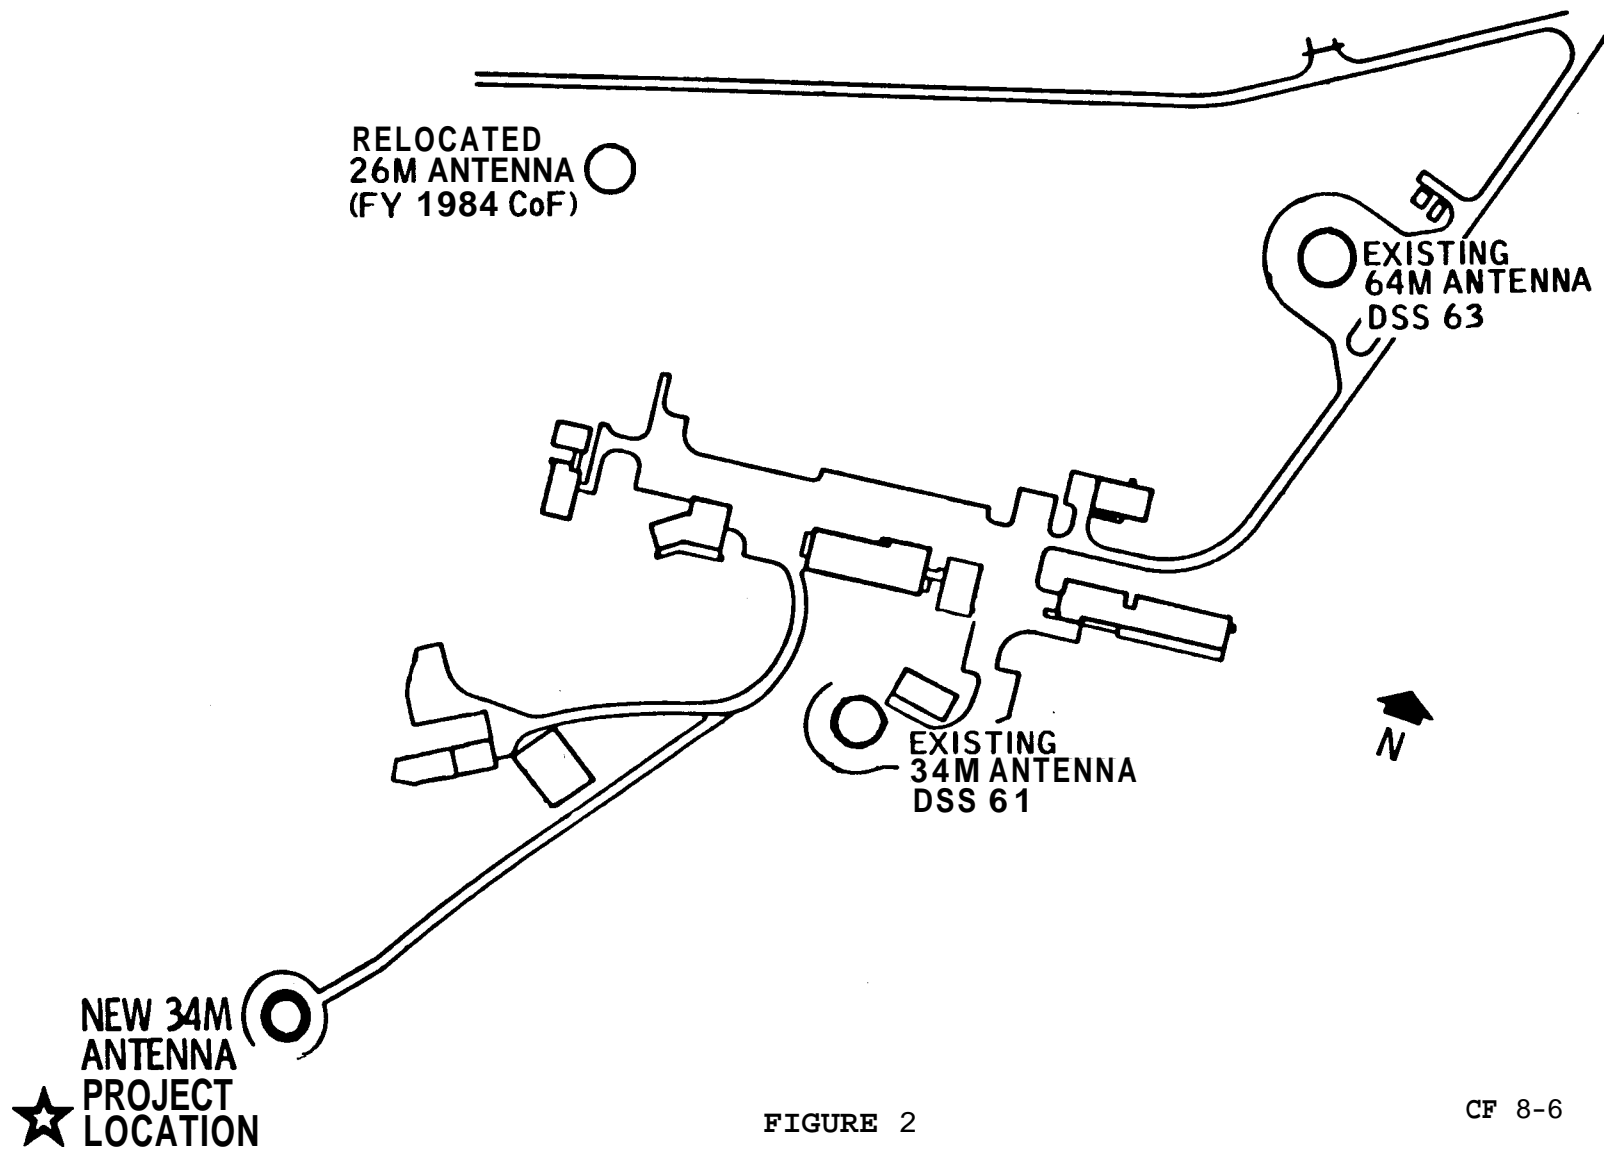 RELOCATED
26M ANTENNA
(FY 1984 CoF)
EXISTING
64M ANTENNA
DSS 63
N
EXISTING
34M ANTENNA
DSS 61
NEW 34M
ANTENNA
PROJECT
LOCATION
FIGURE 2
CF 8-6